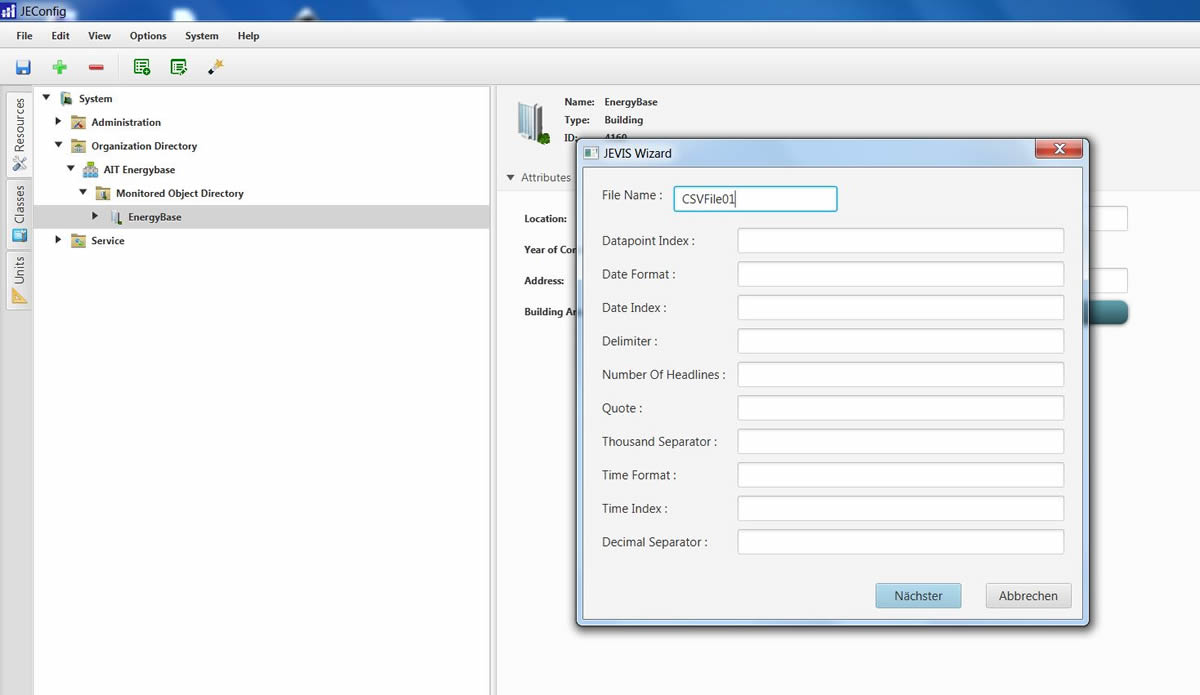 JEConfig
File Edit View Options System Help
Resources
Classes
Units
System
Administration
Organization Directory
AIT Energybase
Monitored Object Directory
EnergyBase
Service
Name: EnergyBase
Type: Building
ID: 4160
Attributes
Location:
Year of Con
Address:
Building Ar
JEVIS Wizard
File Name : CSVFile01
Datapoint Index :
Date Format :
Date Index :
Delimiter :
Number Of Headlines :
Quote :
Thousand Separator :
Time Format :
Time Index :
Decimal Separator :
Nächster Abbrechen